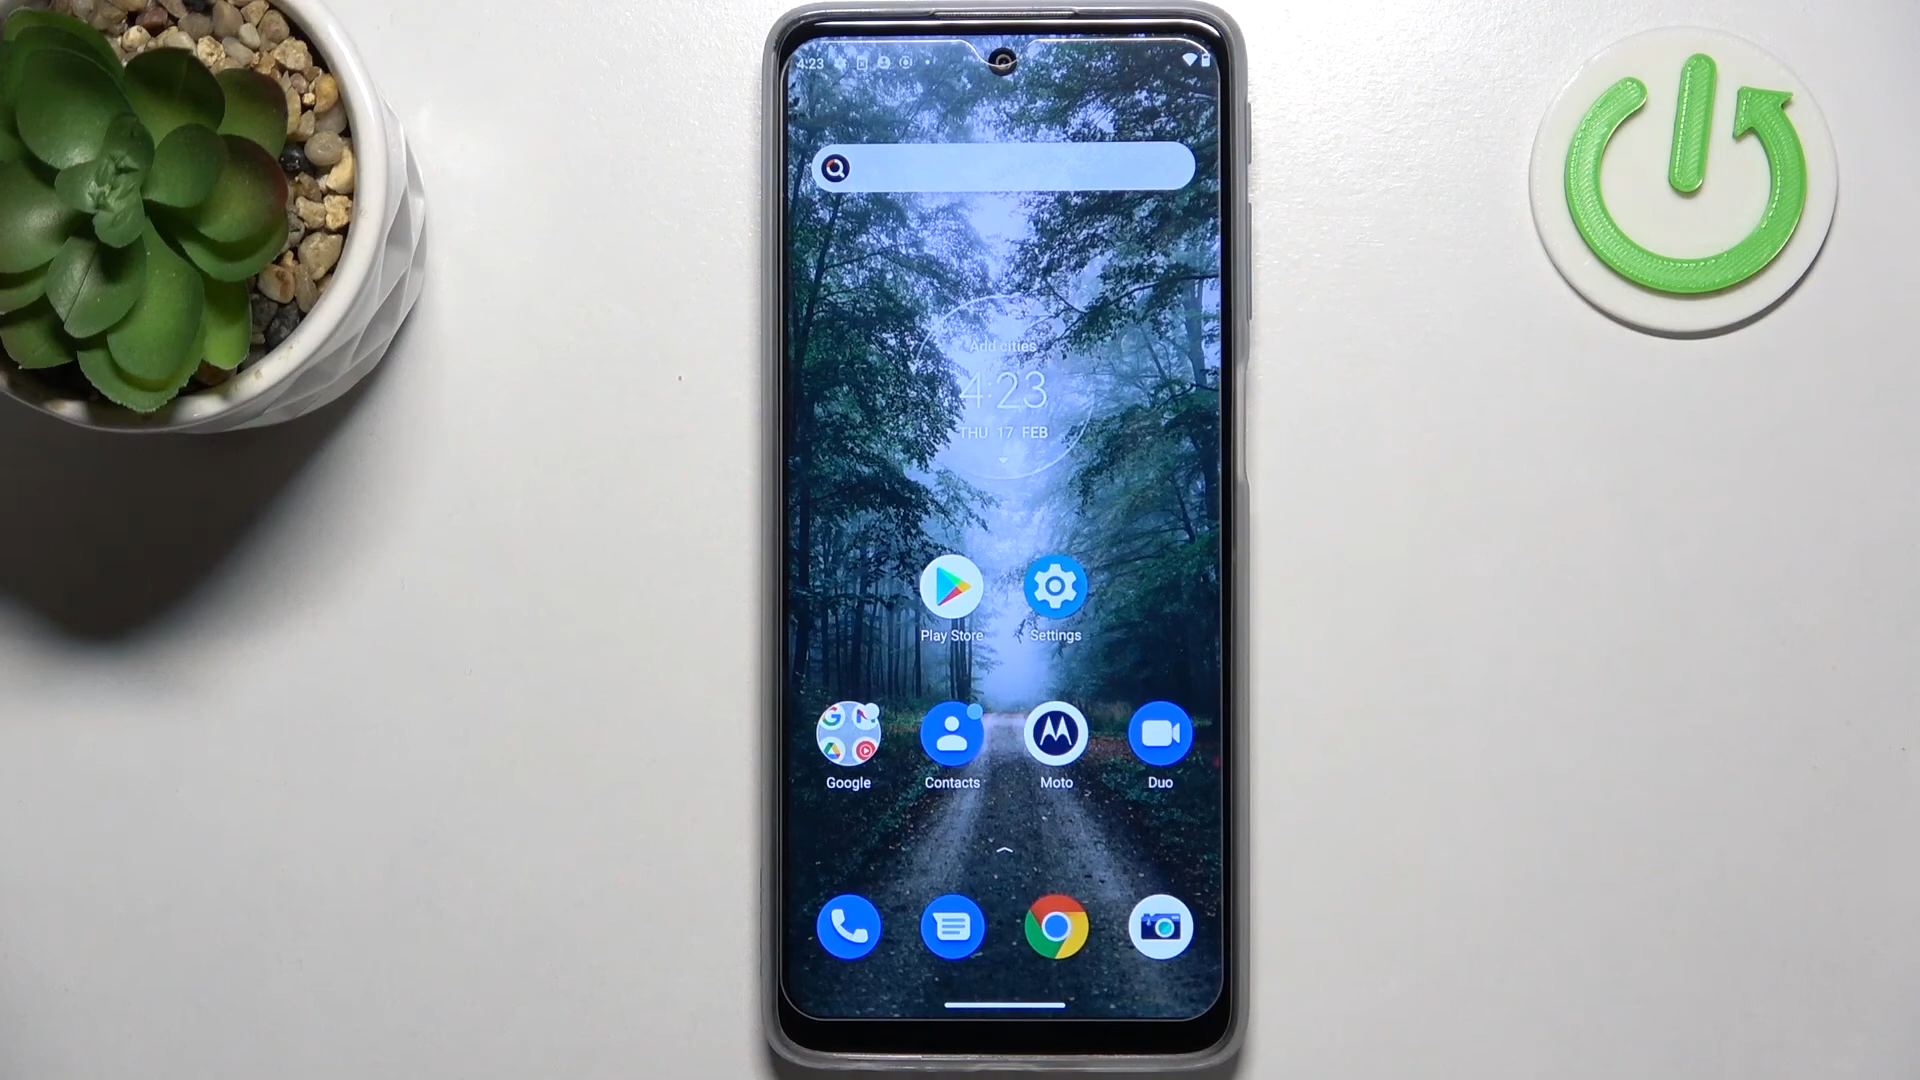 4:23
Add cities
4:23
THU 17 FEB
Play Store
Settings
Google
Contacts
Moto
Duo